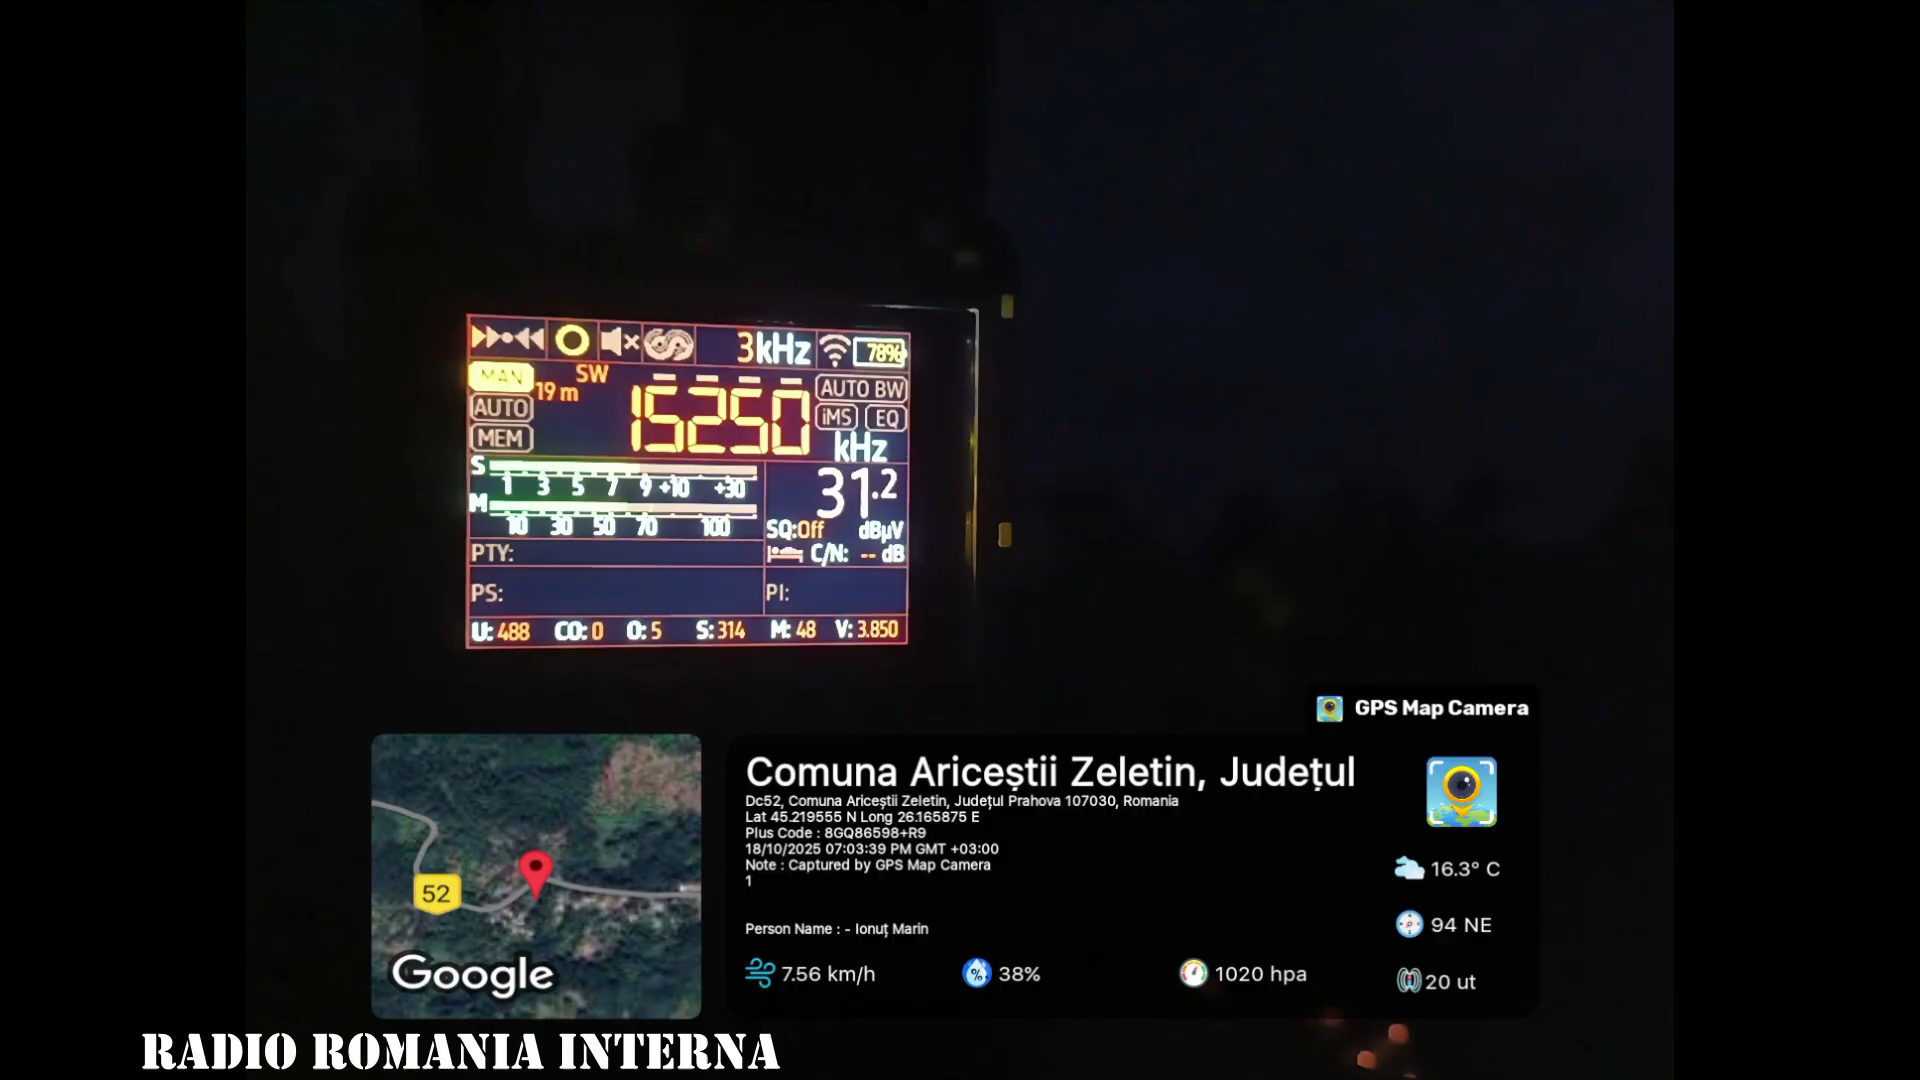 3kHz
78%
MAN
19 m
SW
15250
kHz
AUTO BW
AUTO
iMS
EQ
MEM
S
1 3 5 7 9 +10 +30
M
10 30 50 70 100
31.2
SQ:Off
dBµV
C/N: -- dB
PTY:
PS:
PI:
U: 488 CO: 0 O: 5 S: 314 M: 48 V: 3.850
GPS Map Camera
Comuna Ariceștii Zeletin, Județul
Dc52, Comuna Ariceștii Zeletin, Județul Prahova 107030, Romania
Lat 45.219555 N Long 26.165875 E
Plus Code : 8GQ86598+R9
18/10/2025 07:03:39 PM GMT +03:00
Note : Captured by GPS Map Camera
1
Person Name : - Ionuț Marin
7.56 km/h
38%
1020 hpa
16.3° C
94 NE
20 ut
52
Google
RADIO ROMANIA INTERNA